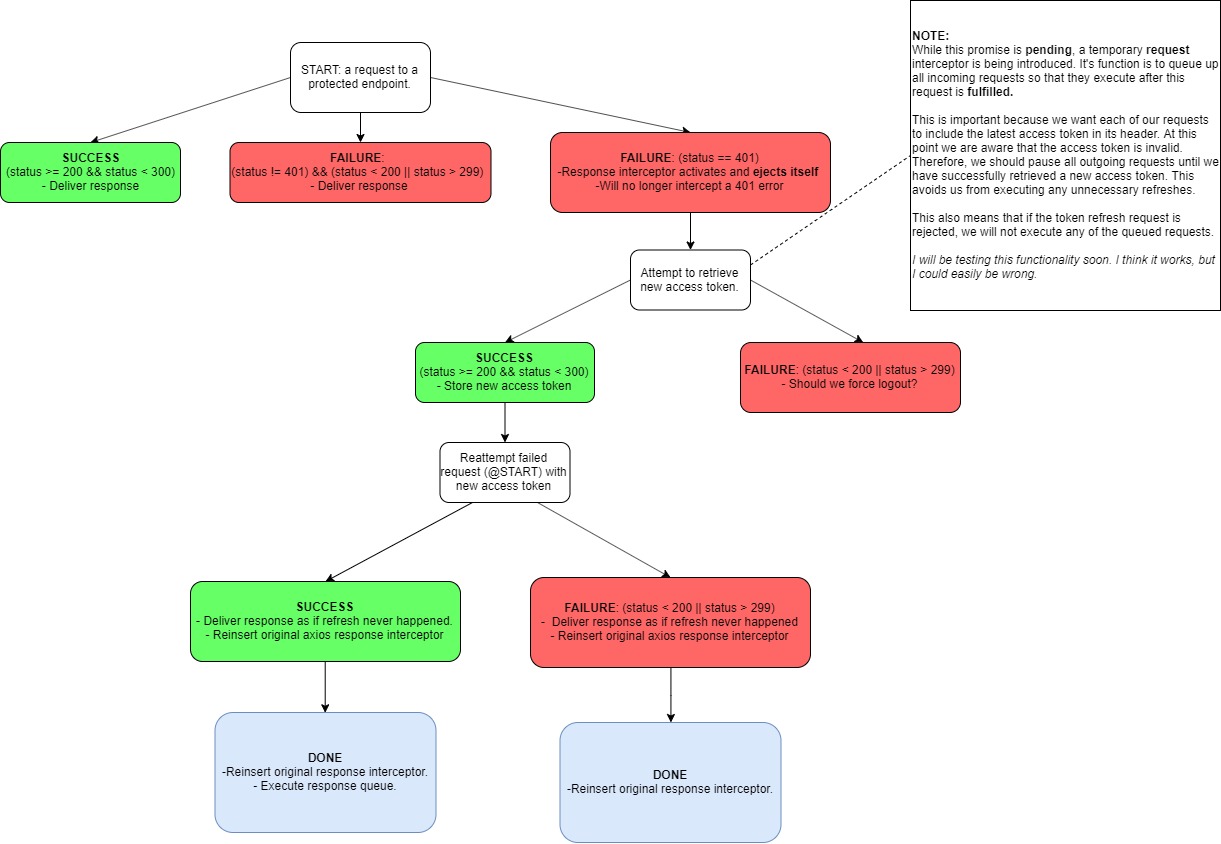 START: a request to a
protected endpoint.
SUCCESS
(status >= 200 && status < 300)
- Deliver response
FAILURE:
(status != 401) && (status < 200 || status > 299)
- Deliver response
FAILURE: (status == 401)
-Response interceptor activates and ejects itself
-Will no longer intercept a 401 error
NOTE:
While this promise is pending, a temporary request
interceptor is being introduced. It's function is to queue up
all incoming requests so that they execute after this
request is fulfilled.
This is important because we want each of our requests
to include the latest access token in its header. At this
point we are aware that the access token is invalid.
Therefore, we should pause all outgoing requests until we
have successfully retrieved a new access token. This
avoids us from executing any unnecessary refreshes.
This also means that if the token refresh request is
rejected, we will not execute any of the queued requests.
I will be testing this functionality soon. I think it works, but
I could easily be wrong.
Attempt to retrieve
new access token.
SUCCESS
(status >= 200 && status < 300)
- Store new access token
FAILURE: (status < 200 || status > 299)
- Should we force logout?
Reattempt failed
request (@START) with
new access token
SUCCESS
- Deliver response as if refresh never happened.
- Reinsert original axios response interceptor
FAILURE: (status < 200 || status > 299)
- Deliver response as if refresh never happened
- Reinsert original axios response interceptor
DONE
-Reinsert original response interceptor.
- Execute response queue.
DONE
-Reinsert original response interceptor.